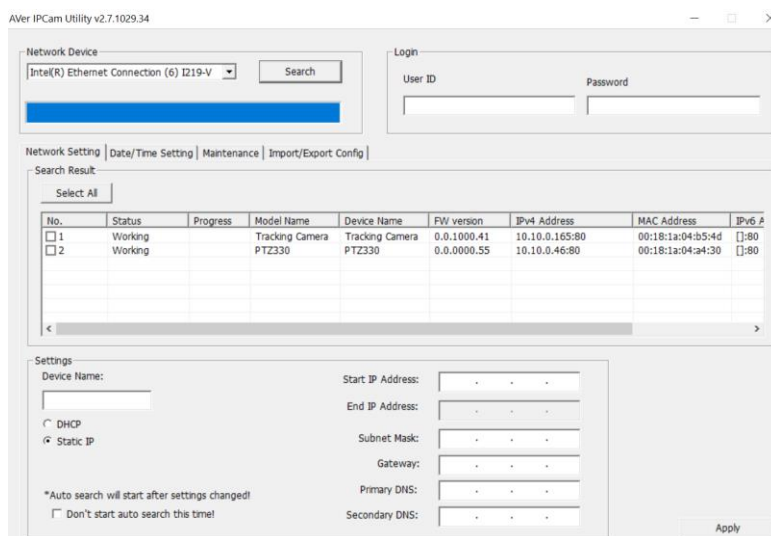 AVer IPCam Utility v2.7.1029.34
Network Device
Intel(R) Ethernet Connection (6) I219-V
Search
Login
User ID
Password
Network Setting Date/Time Setting Maintenance Import/Export Config
Search Result
Select All
No. Status Progress Model Name Device Name FW version IPv4 Address MAC Address IPv6 A
1 Working Tracking Camera Tracking Camera 0.0.1000.41 10.10.0.165:80 00:18:1a:04:b5:4d []:80
2 Working PTZ330 PTZ330 0.0.0000.55 10.10.0.46:80 00:18:1a:04:a4:30 []:80
Settings
Device Name:
DHCP
Static IP
*Auto search will start after settings changed!
Don't start auto search this time!
Start IP Address:
End IP Address:
Subnet Mask:
Gateway:
Primary DNS:
Secondary DNS:
Apply